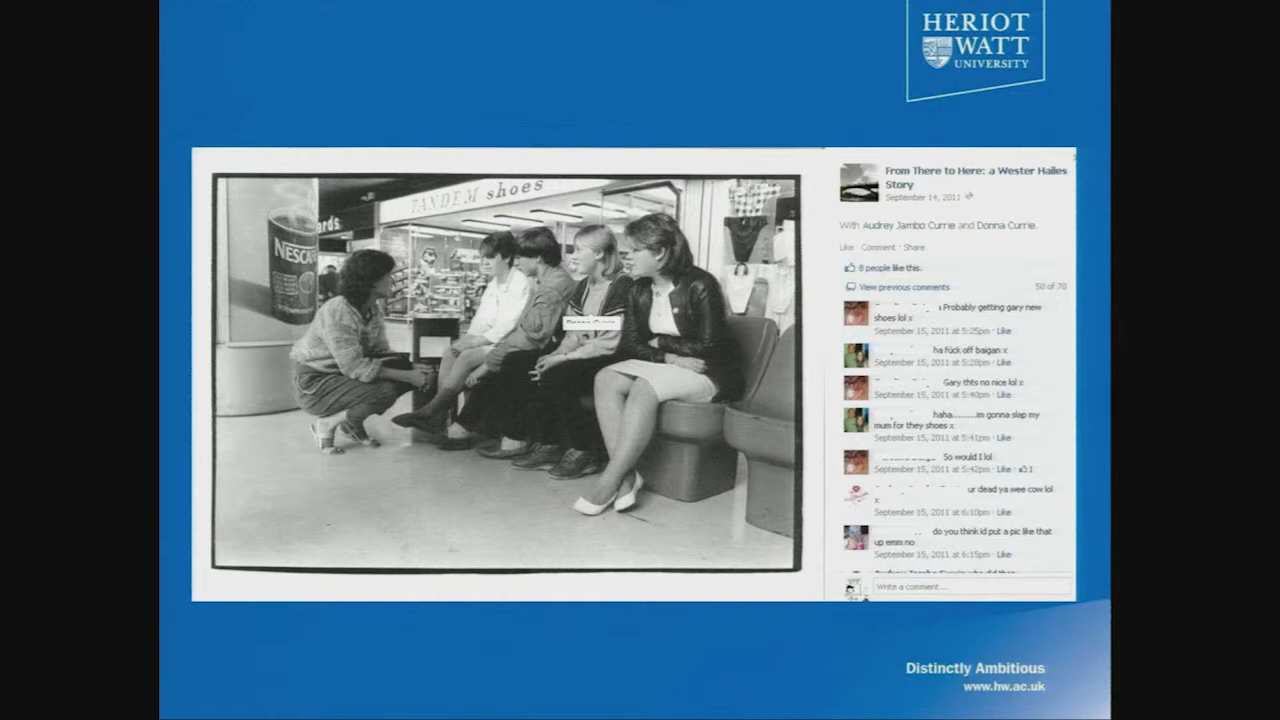 HERIOT
WATT
UNIVERSITY
TANDEM shoes
NESCA
From There to Here: a Wester Hailes
Story
September 14, 2011
With Audrey Jambo Currie and Donna Currie.
Like · Comment · Share
8 people like this.
View previous comments 50 of 70
Probably getting gary new
shoes lol x
September 15, 2011 at 5:25pm · Like
ha fück off baigan x
September 15, 2011 at 5:28pm · Like
Gary thts no nice lol x
September 15, 2011 at 5:40pm · Like
haha........im gonna slap my
mum for they shoes x
September 15, 2011 at 5:41pm · Like
So would I lol
September 15, 2011 at 5:42pm · Like · 1
ur dead ya wee cow lol
x
September 15, 2011 at 6:10pm · Like
do you think id put a pic like that
up emm no
September 15, 2011 at 6:15pm · Like
Write a comment...
Distinctly Ambitious
www.hw.ac.uk